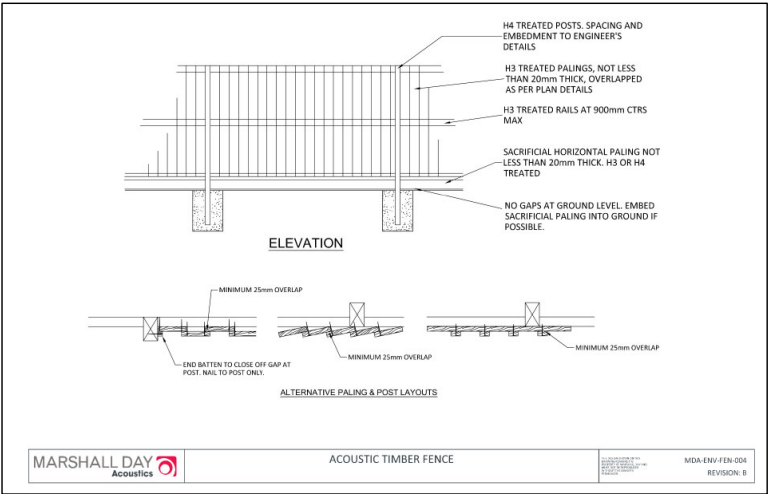 H4 TREATED POSTS. SPACING AND
EMBEDMENT TO ENGINEER'S
DETAILS
H3 TREATED PALINGS, NOT LESS
THAN 20mm THICK, OVERLAPPED
AS PER PLAN DETAILS
H3 TREATED RAILS AT 900mm CTRS
MAX
SACRIFICIAL HORIZONTAL PALING NOT
LESS THAN 20mm THICK. H3 OR H4
TREATED
NO GAPS AT GROUND LEVEL. EMBED
SACRIFICIAL PALING INTO GROUND IF
POSSIBLE.
ELEVATION
MINIMUM 25mm OVERLAP
END BATTEN TO CLOSE OFF GAP AT
POST. NAIL TO POST ONLY.
MINIMUM 25mm OVERLAP
MINIMUM 25mm OVERLAP
ALTERNATIVE PALING & POST LAYOUTS
MARSHALL DAY
Acoustics
ACOUSTIC TIMBER FENCE
MDA-ENV-FEN-004
REVISION: B